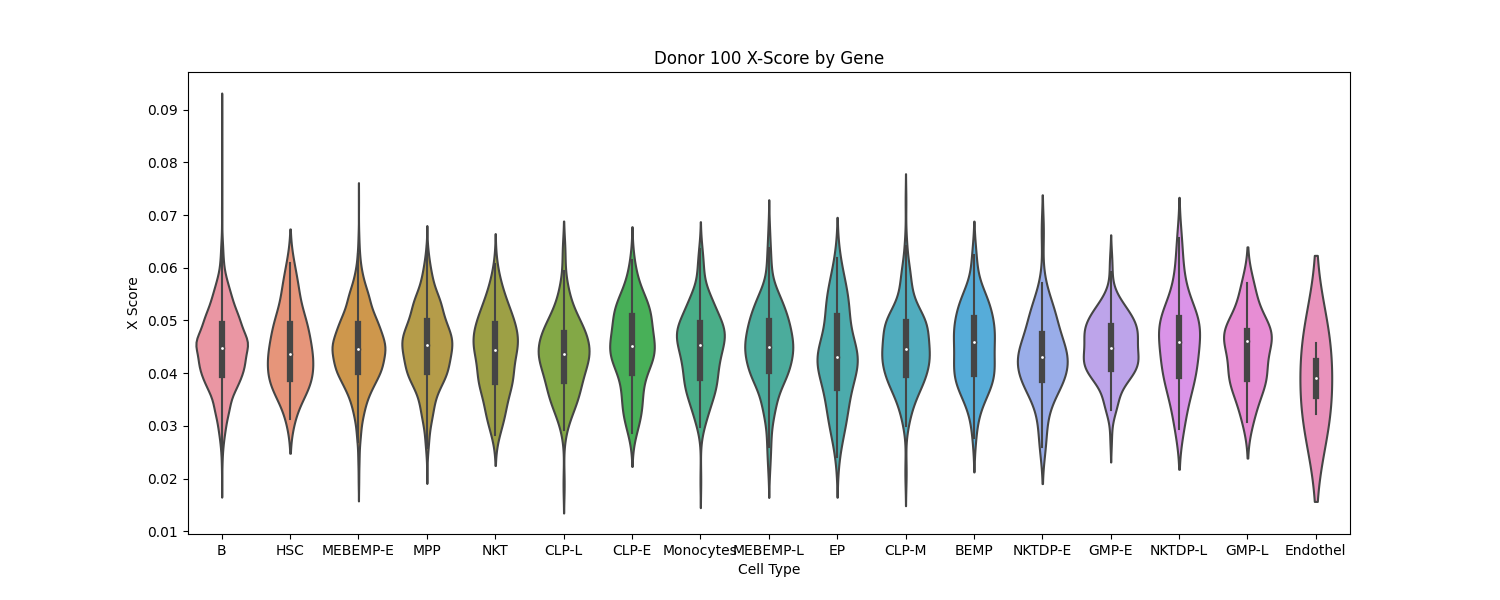 Donor 100 X-Score by Gene
X Score
0.09
0.08
0.07
0.06
0.05
0.04
0.03
0.02
0.01
B HSC MEBEMP-E MPP NKT CLP-L CLP-E Monocytes MEBEMP-L EP CLP-M BEMP NKTDP-E GMP-E NKTDP-L GMP-L Endothel
Cell Type